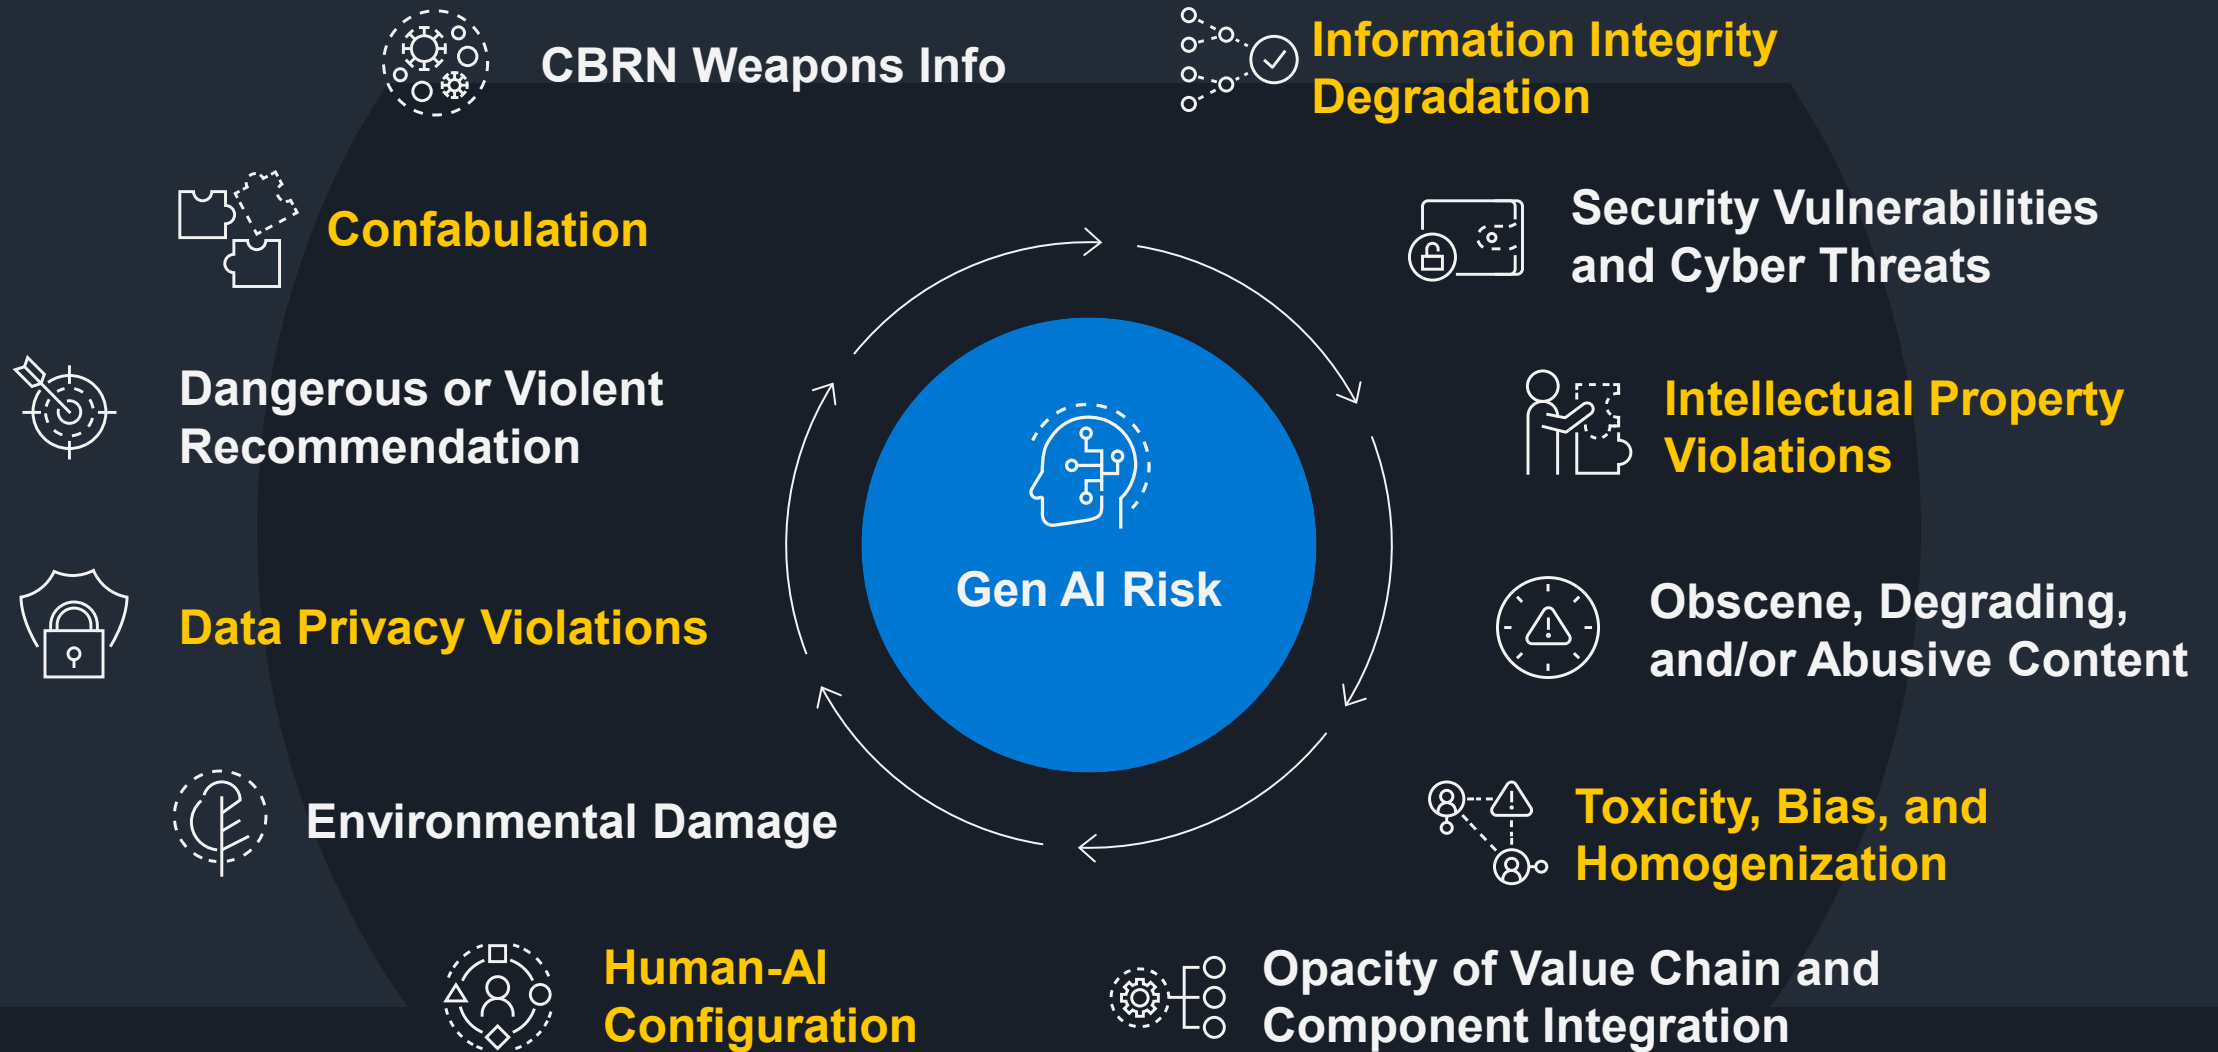 CBRN Weapons Info
Information Integrity
Degradation
Confabulation
Security Vulnerabilities
and Cyber Threats
Dangerous or Violent
Recommendation
Intellectual Property
Violations
Gen AI Risk
Data Privacy Violations
Obscene, Degrading,
and/or Abusive Content
Environmental Damage
Toxicity, Bias, and
Homogenization
Human-AI
Configuration
Opacity of Value Chain and
Component Integration